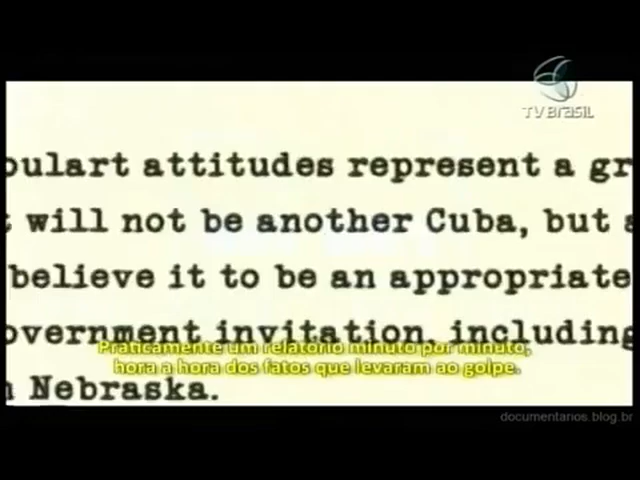 TV Brasil
oulart attitudes represent a gr
will not be another Cuba, but a
believe it to be an appropriate
overnment invitation, including
Nebraska.
Praticamente um relatório minuto por minuto,
hora a hora dos fatos que levaram ao golpe.
documentarios.blog.br